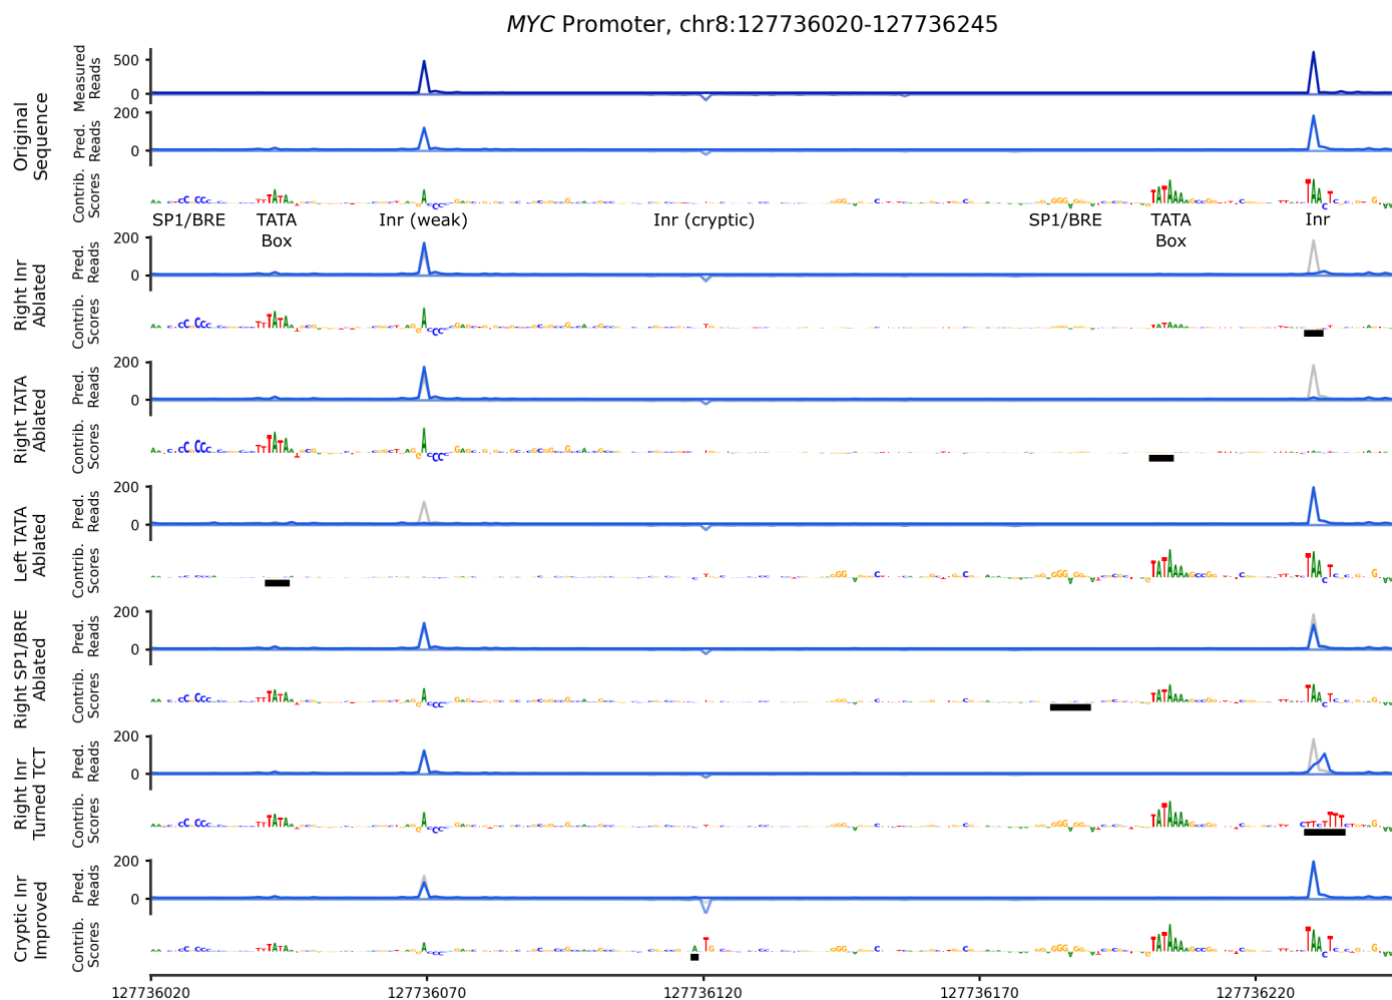 MYC Promoter, chr8:127736020-127736245
Original
Sequence
Measured
Reads
500
0
Pred.
Reads
200
0
Contrib.
Scores
SP1/BRE
TATA
Box
Inr (weak)
Inr (cryptic)
SP1/BRE
TATA
Box
Inr
Right Inr
Ablated
Pred.
Reads
200
0
Contrib.
Scores
Right TATA
Ablated
Pred.
Reads
200
0
Contrib.
Scores
Left TATA
Ablated
Pred.
Reads
200
0
Contrib.
Scores
Right SP1/BRE
Ablated
Pred.
Reads
200
0
Contrib.
Scores
Right Inr
Turned TCT
Pred.
Reads
200
0
Contrib.
Scores
Cryptic Inr
Improved
Pred.
Reads
200
0
Contrib.
Scores
127736020
127736070
127736120
127736170
127736220